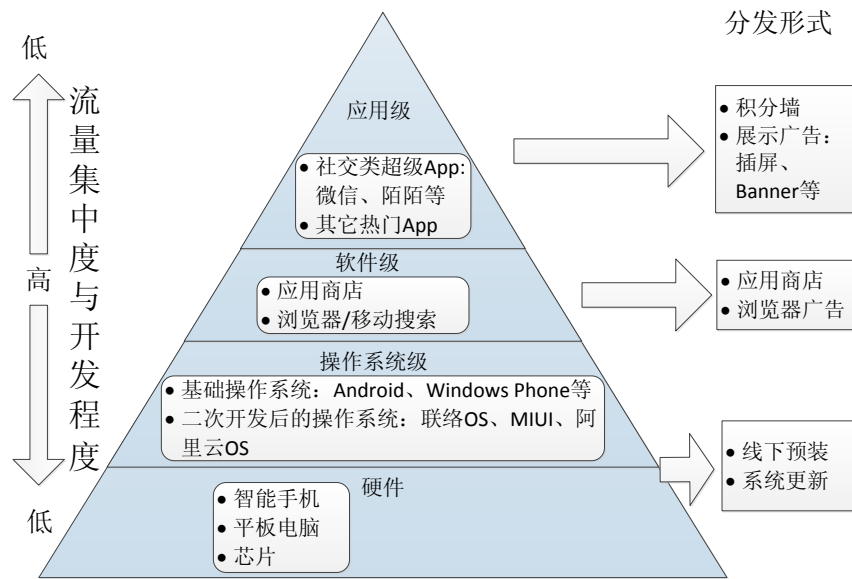 分发形式
低
流量集中度与开发程度
高
低
应用级
● 社交类超级App:
微信、陌陌等
● 其它热门App
● 积分墙
● 展示广告：
插屏、
Banner等
软件级
● 应用商店
● 浏览器/移动搜索
● 应用商店
● 浏览器广告
操作系统级
● 基础操作系统：Android、Windows Phone等
● 二次开发后的操作系统：联络OS、MIUI、阿
里云OS
● 线下预装
● 系统更新
硬件
● 智能手机
● 平板电脑
● 芯片